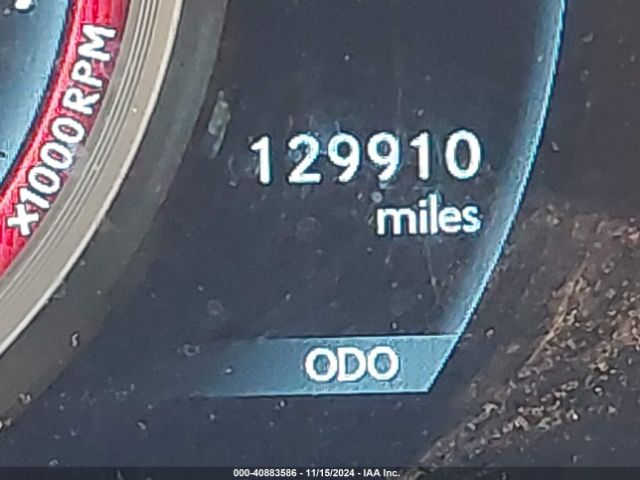 x1000RPM
129910
miles
ODO
000-40883586 - 11/15/2024 - IAA Inc.